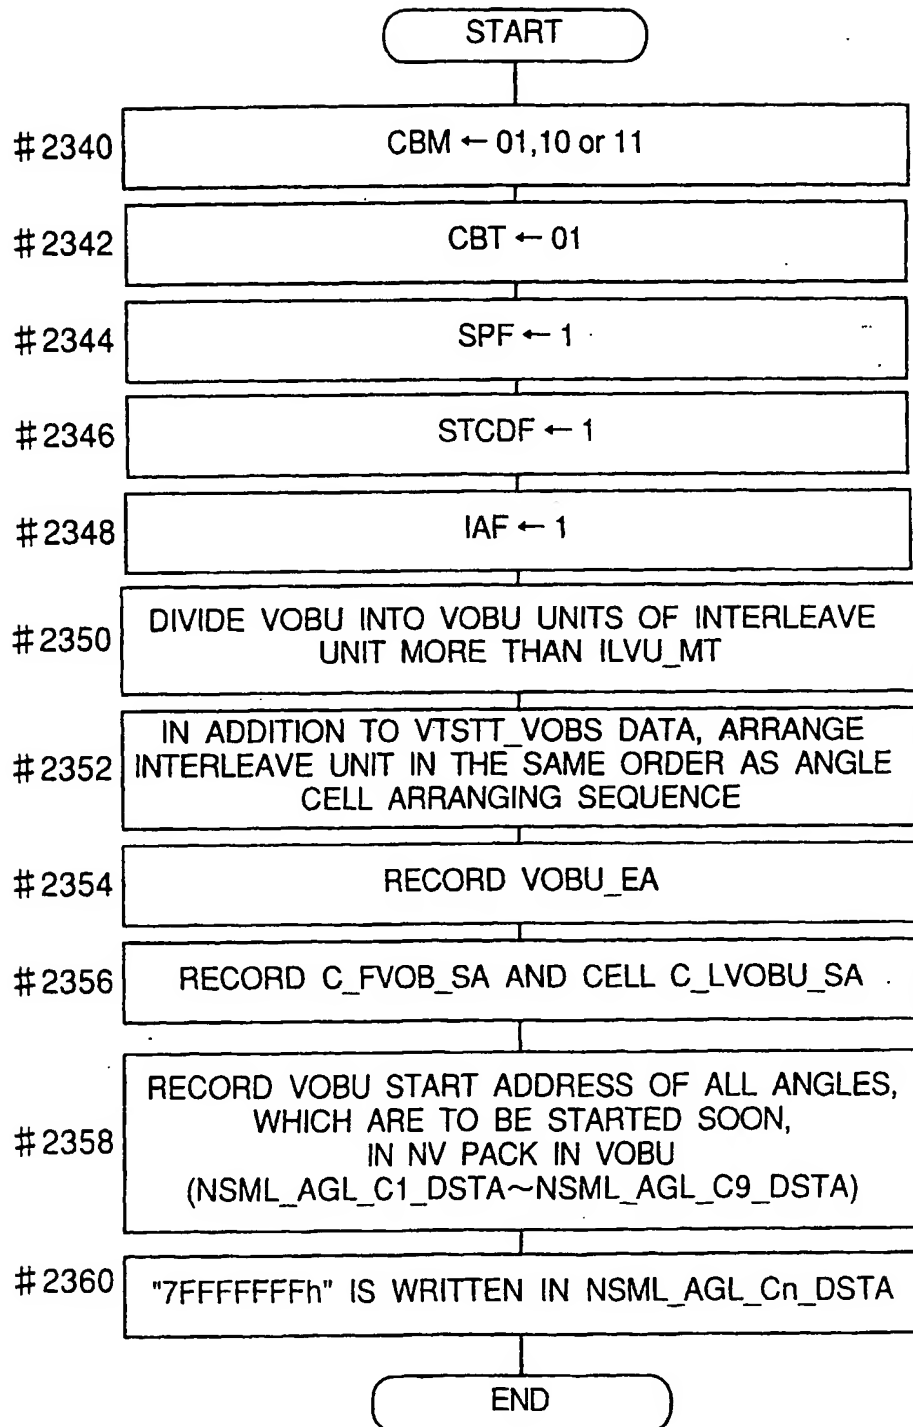 START
#2340 CBM ← 01,10 or 11
#2342 CBT ← 01
#2344 SPF ← 1
#2346 STCDF ← 1
#2348 IAF ← 1
#2350 DIVIDE VOBU INTO VOBU UNITS OF INTERLEAVE
UNIT MORE THAN ILVU_MT
#2352 IN ADDITION TO VTSTT_VOBS DATA, ARRANGE
INTERLEAVE UNIT IN THE SAME ORDER AS ANGLE
CELL ARRANGING SEQUENCE
#2354 RECORD VOBU_EA
#2356 RECORD C_FVOB_SA AND CELL C_LVOBU_SA
#2358 RECORD VOBU START ADDRESS OF ALL ANGLES,
WHICH ARE TO BE STARTED SOON,
IN NV PACK IN VOBU
(NSML_AGL_C1_DSTA~NSML_AGL_C9_DSTA)
#2360 "7FFFFFFFh" IS WRITTEN IN NSML_AGL_Cn_DSTA
END